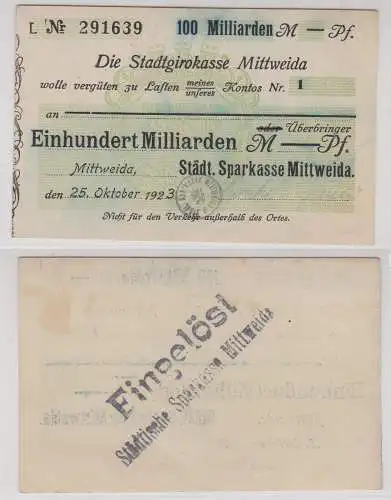 L № 291639 100 Milliarden M — Pf.
Die Stadtgirokasse Mittweida
wolle vergüten zu Lasten meines unseres Kontos Nr. 1
an oder Überbringer
Einhundert Milliarden M — Pf.
Mittweida, Städt. Sparkasse Mittweida.
den 25. Oktober 1923
Nicht für den Verkehr außerhalb des Ortes.
Eingelöst
Städtische Sparkasse Mittweida